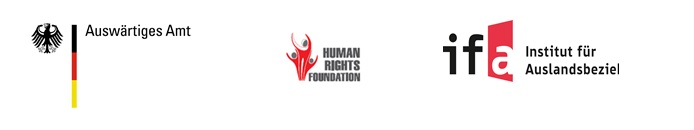 Auswärtiges Amt
HUMAN
RIGHTS
FOUNDATION
ifa
Institut für
Auslandsbeziel